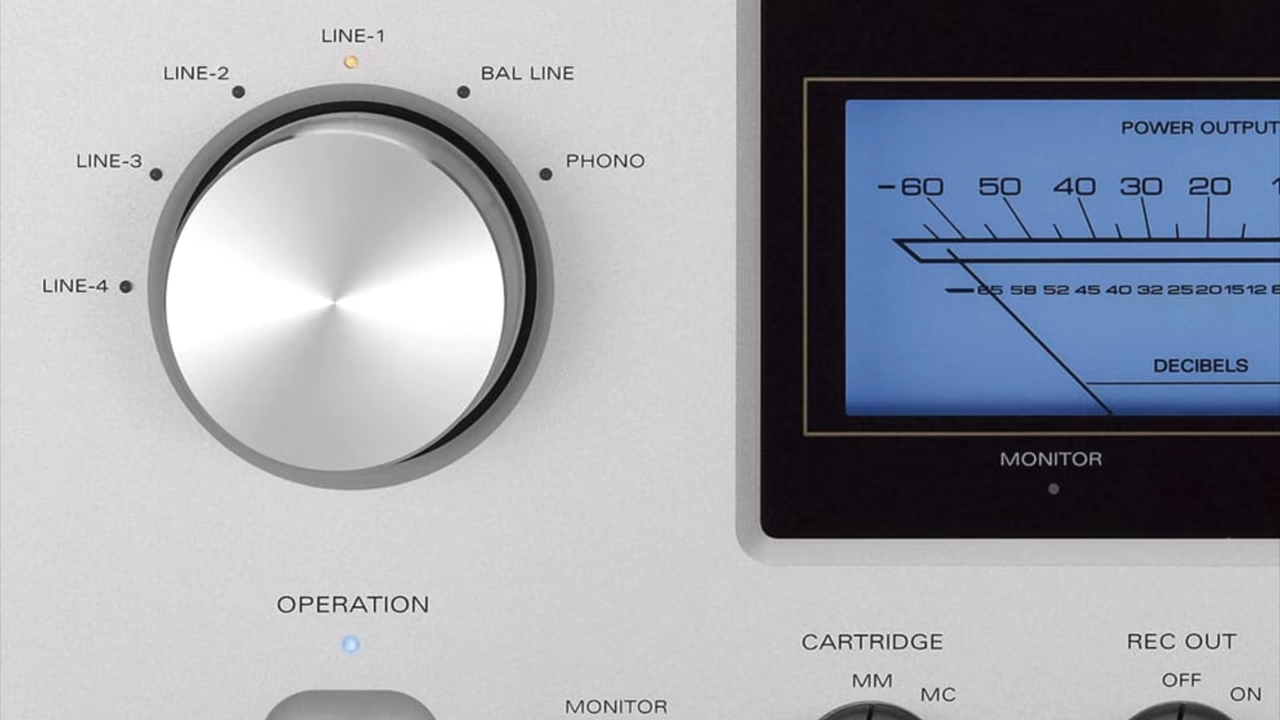 LINE-1
LINE-2
BAL LINE
LINE-3
PHONO
LINE-4
POWER OUTPUT
-60 50 40 30 20
65 58 52 45 40 32 25 20 15 12
DECIBELS
MONITOR
OPERATION
CARTRIDGE
MM
MC
REC OUT
OFF
ON
MONITOR